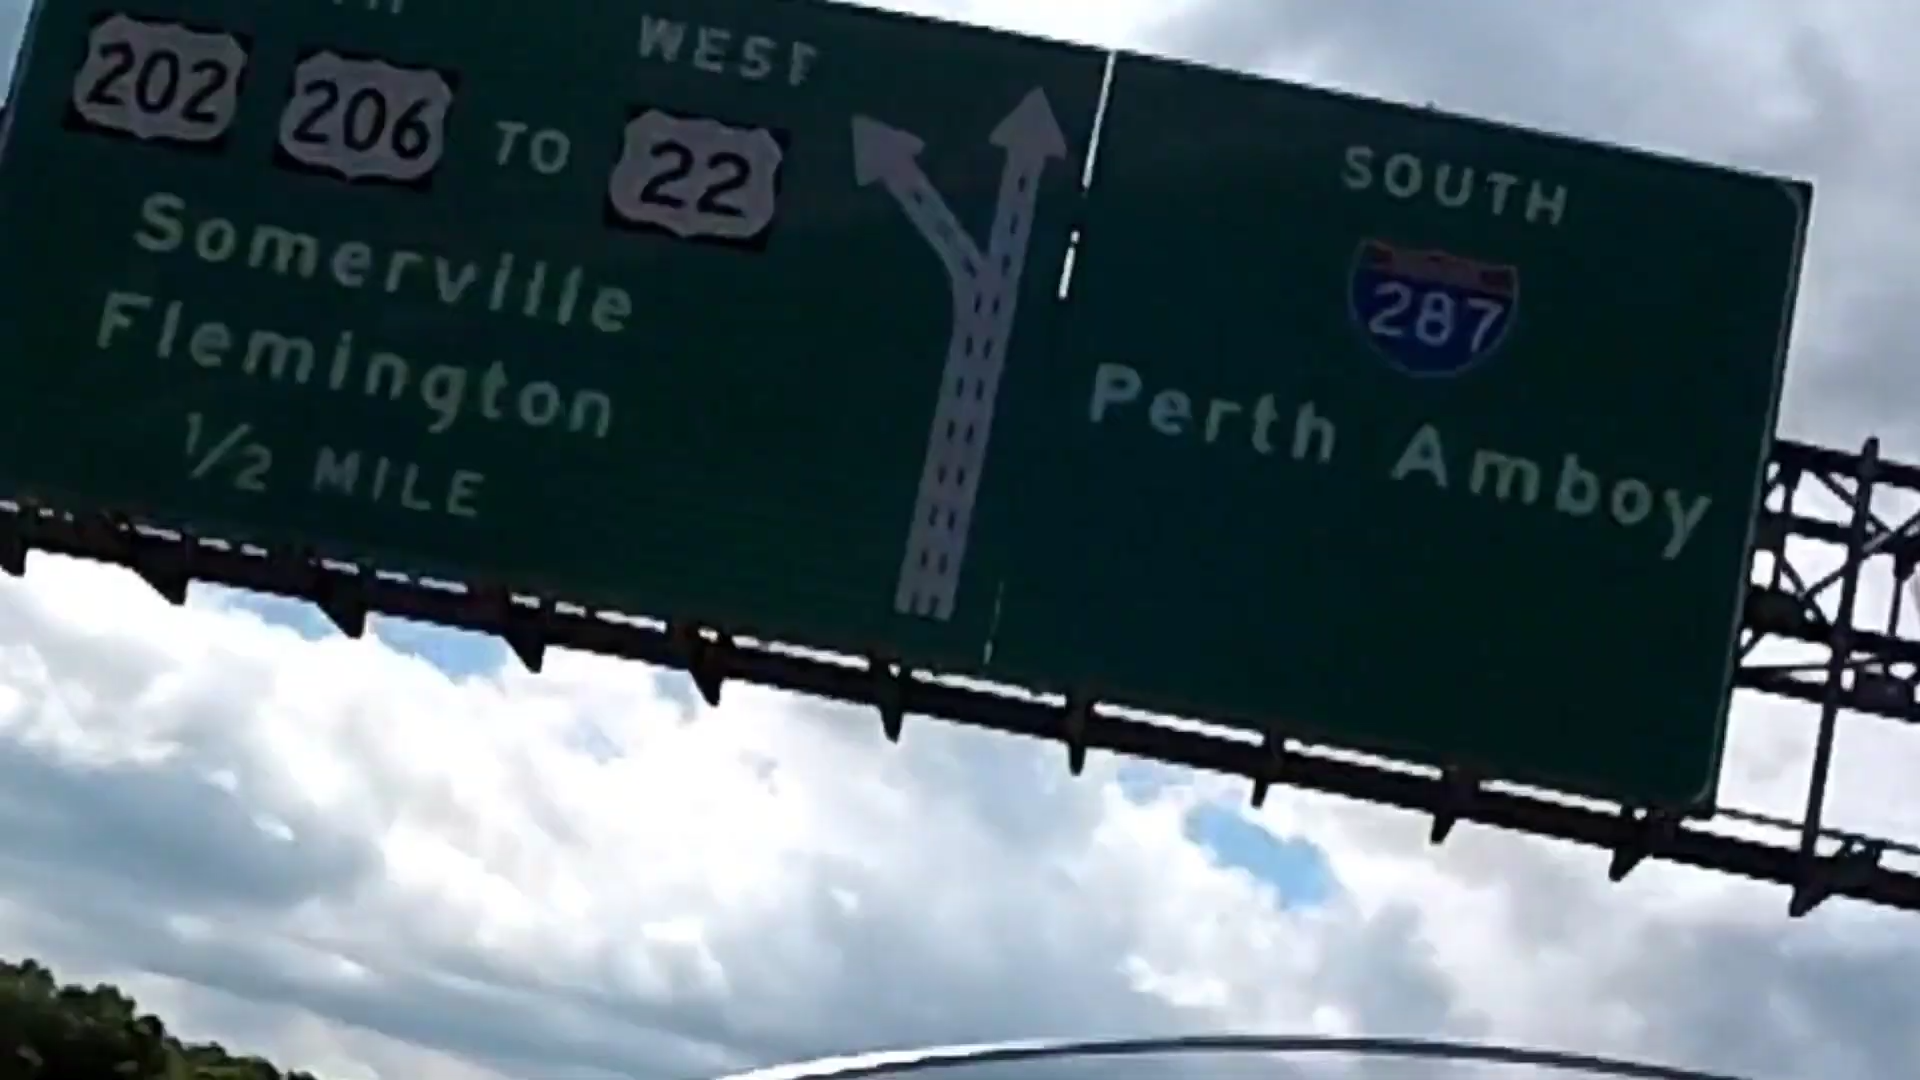 WEST
202 206 TO 22
Somerville
Flemington
1/2 MILE
SOUTH
287
Perth Amboy